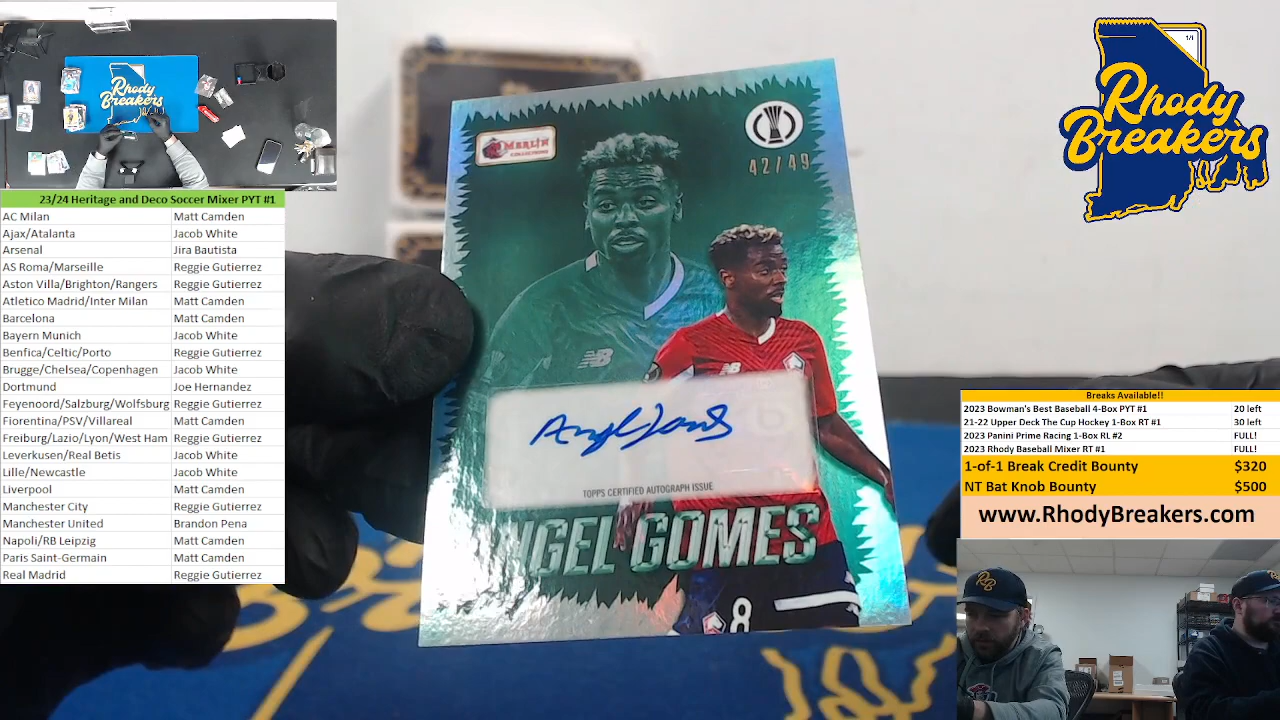 Rhody
Breakers
23/24 Heritage and Deco Soccer Mixer PYT #1
AC Milan Matt Camden
Ajax/Atalanta Jacob White
Arsenal Jira Bautista
AS Roma/Marseille Reggie Gutierrez
Aston Villa/Brighton/Rangers Reggie Gutierrez
Atletico Madrid/Inter Milan Matt Camden
Barcelona Matt Camden
Bayern Munich Jacob White
Benfica/Celtic/Porto Reggie Gutierrez
Brugge/Chelsea/Copenhagen Jacob White
Dortmund Joe Hernandez
Feyenoord/Salzburg/Wolfsburg Reggie Gutierrez
Fiorentina/PSV/Villareal Matt Camden
Freiburg/Lazio/Lyon/West Ham Reggie Gutierrez
Leverkusen/Real Betis Jacob White
Lille/Newcastle Jacob White
Liverpool Matt Camden
Manchester City Reggie Gutierrez
Manchester United Brandon Pena
Napoli/RB Leipzig Matt Camden
Paris Saint-Germain Matt Camden
Real Madrid Reggie Gutierrez
MERLIN
COLLECTIONS
42/49
TOPPS CERTIFIED AUTOGRAPH ISSUE
NGEL GOMES
8
1/1
Rhody
Breakers
Breaks Available!!
2023 Bowman's Best Baseball 4-Box PYT #1 20 left
21-22 Upper Deck The Cup Hockey 1-Box RT #1 30 left
2023 Panini Prime Racing 1-Box RL #2 FULL!
2023 Rhody Baseball Mixer RT #1 FULL!
1-of-1 Break Credit Bounty $320
NT Bat Knob Bounty $500
www.RhodyBreakers.com
RB